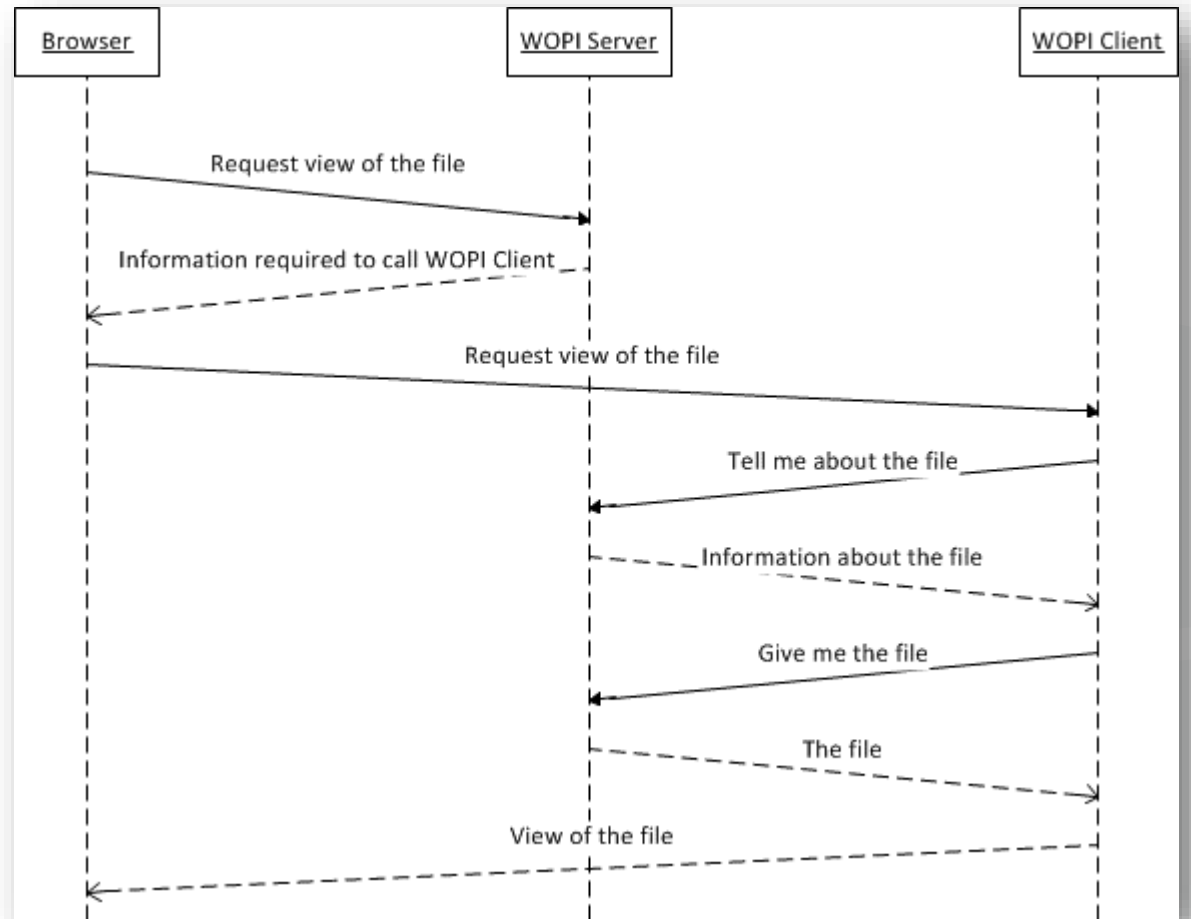 Browser
WOPI Server
WOPI Client
Request view of the file
Information required to call WOPI Client
Request view of the file
Tell me about the file
Information about the file
Give me the file
The file
View of the file